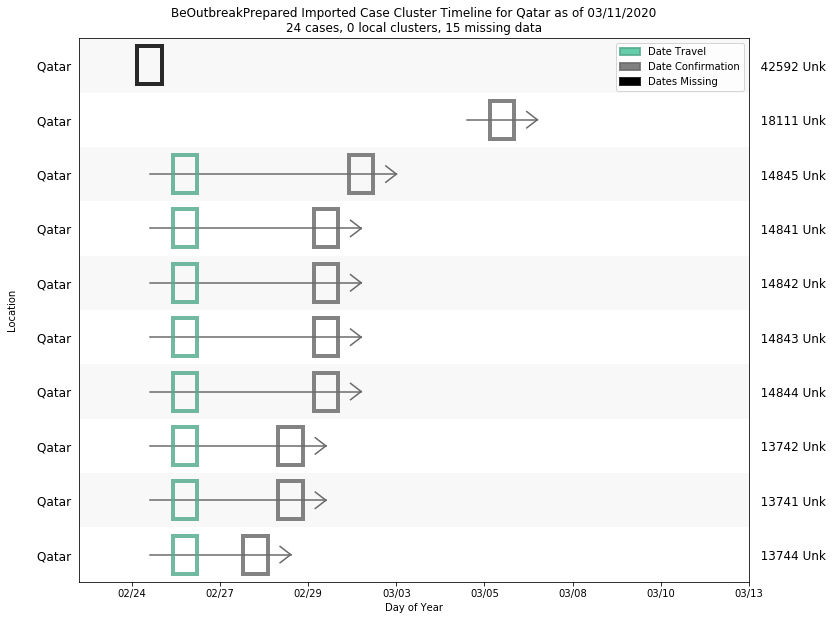 BeOutbreakPrepared Imported Case Cluster Timeline for Qatar as of 03/11/2020
24 cases, 0 local clusters, 15 missing data
Date Travel
Date Confirmation
Dates Missing
Qatar 42592 Unk
Qatar 18111 Unk
Qatar 14845 Unk
Qatar 14841 Unk
Qatar 14842 Unk
Qatar 14843 Unk
Qatar 14844 Unk
Qatar 13742 Unk
Qatar 13741 Unk
Qatar 13744 Unk
Location
02/24 02/27 02/29 03/03 03/05 03/08 03/10 03/13
Day of Year